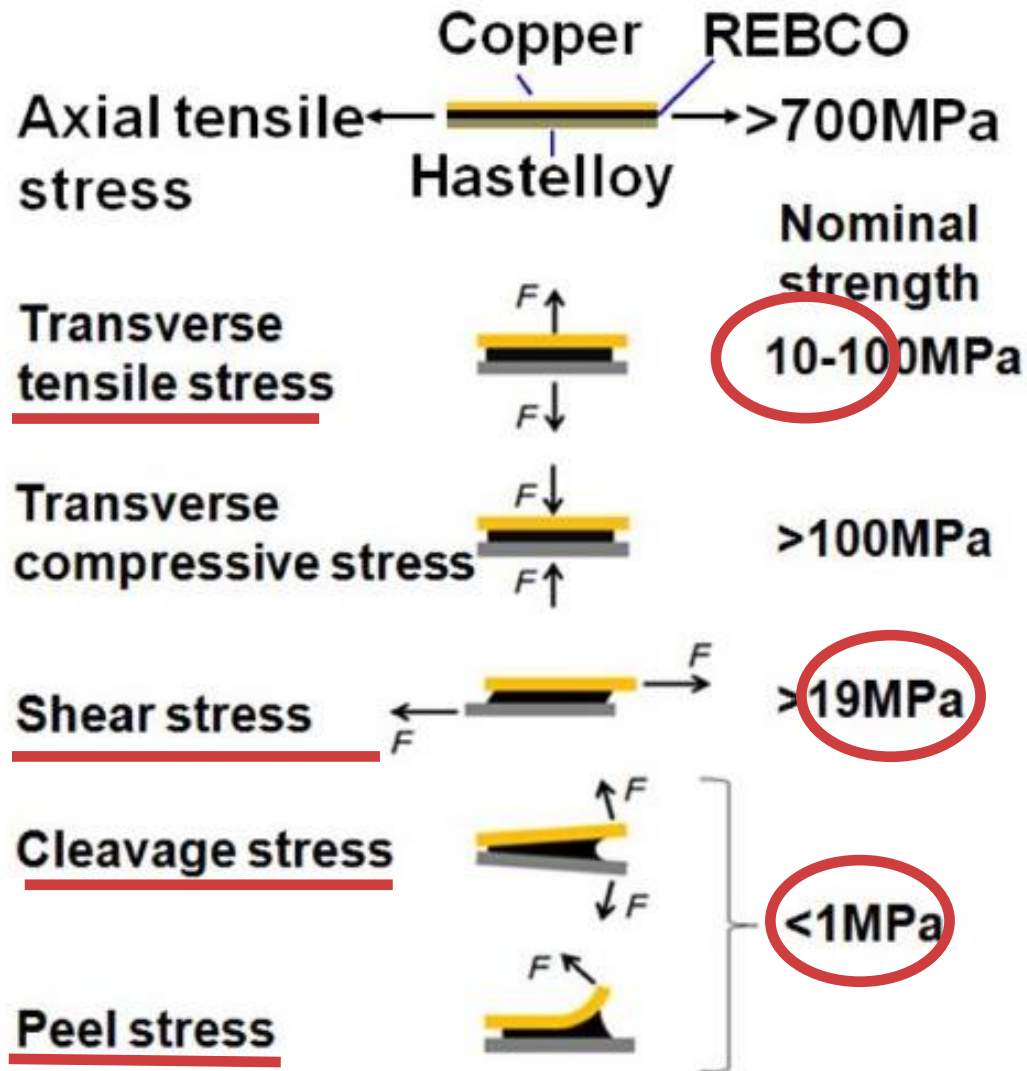 Copper REBCO
Axial tensile >700MPa
stress Hastelloy
Nominal
strength
Transverse F
tensile stress 10-100MPa
F
Transverse F
compressive stress >100MPa
F
F
Shear stress >19MPa
F
F
Cleavage stress
F
<1MPa
F
Peel stress